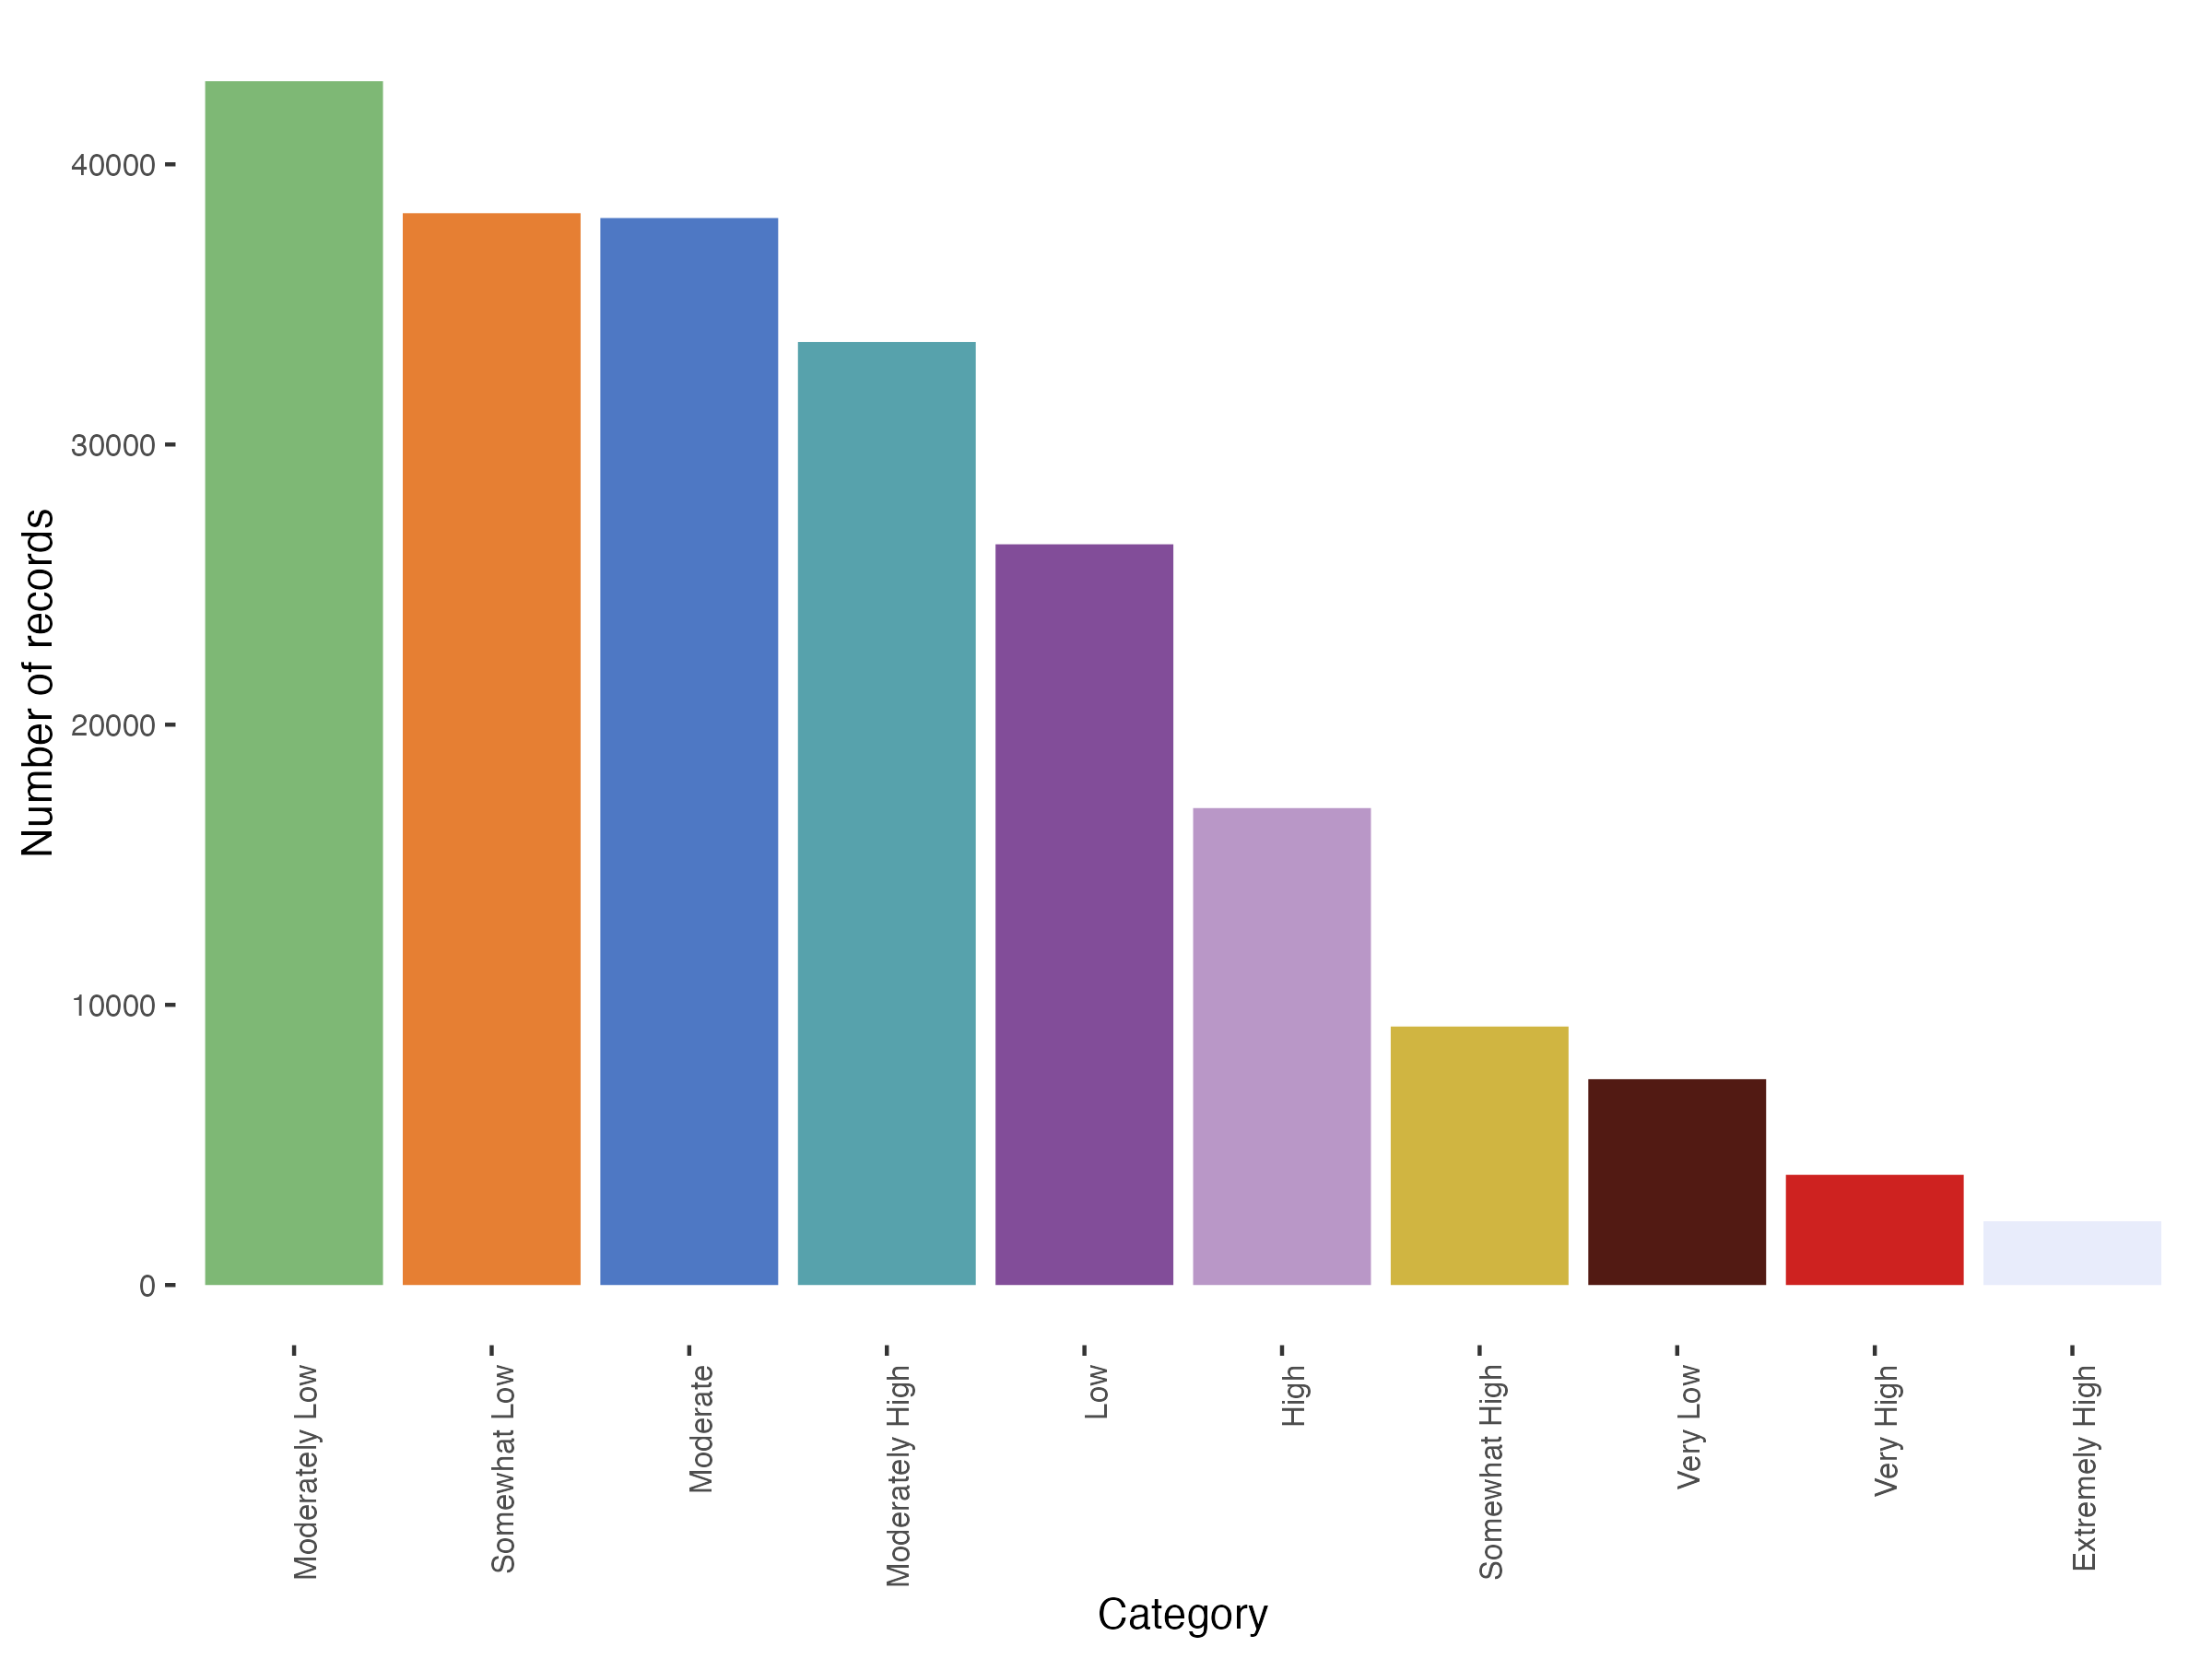 Number of records
40000
30000
20000
10000
0
Moderately Low
Somewhat Low
Moderate
Moderately High
Low
High
Somewhat High
Very Low
Very High
Extremely High
Category